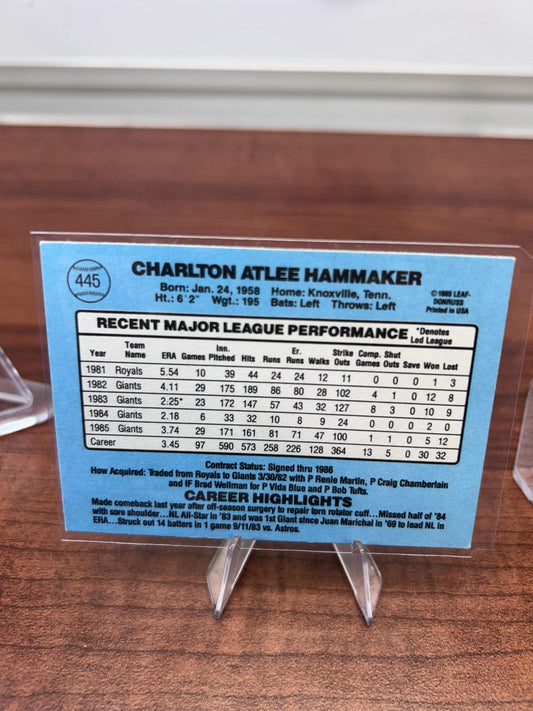 445
CHARLTON ATLEE HAMMAKER
Born: Jan. 24, 1958 Home: Knoxville, Tenn.
Ht.: 6'2" Wgt.: 195 Bats: Left Throws: Left
© 1985 LEAF-
DONRUSS
Printed in USA
RECENT MAJOR LEAGUE PERFORMANCE *Denotes Led League
Year Team Name ERA Games Inn. Pitched Hits Runs Er. Runs Walks Strike Outs Comp. Games Shut Outs Save Won Lost
1981 Royals 5.54 10 39 44 24 24 12 11 0 0 0 1 3
1982 Giants 4.11 29 175 189 86 80 28 102 4 1 0 12 8
1983 Giants 2.25* 23 172 147 57 43 32 127 8 3 0 10 9
1984 Giants 2.18 6 33 32 10 8 9 24 0 0 0 2 0
1985 Giants 3.74 29 171 161 81 71 47 100 1 1 0 5 12
Career 3.45 97 590 573 258 226 128 364 13 5 0 30 32
Contract Status: Signed thru 1986
How Acquired: Traded from Royals to Giants 3/30/82 with P Renie Martin, P Craig Chamberlain
and IF Brad Wellman for P Vida Blue and P Bob Tufts.
CAREER HIGHLIGHTS
Made comeback last year after off-season surgery to repair torn rotator cuff...Missed half of '84
with sore shoulder...NL All-Star in '83 and was 1st Giant since Juan Marichal in '69 to lead NL in
ERA...Struck out 14 batters in 1 game 9/11/83 vs. Astros.